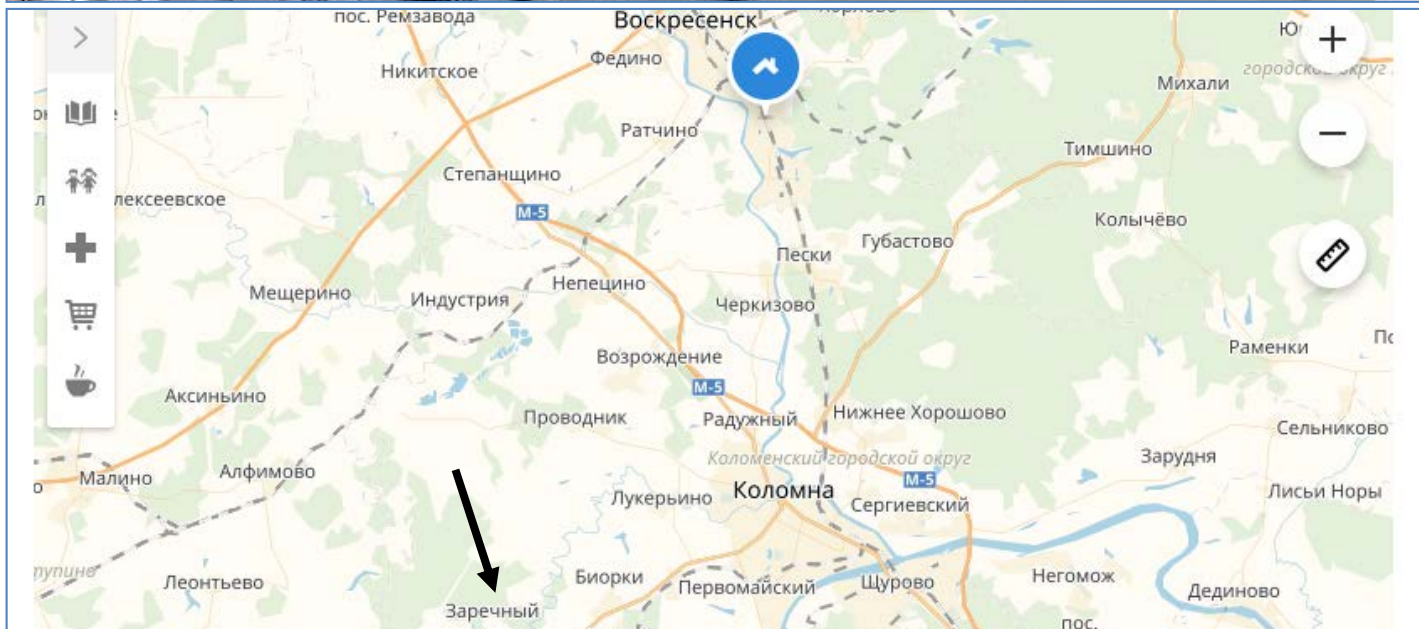 пос. Ремзавода
Воскресенск
Федино
Никитское
Михали
городской округ
Ратчино
Тимшино
Степанщино
лексеевское
М-5
Колычёво
Губастово
Пески
Непецино
Мещерино
Индустрия
Черкизово
Раменки
Возрождение
М-5
Аксиньино
Нижнее Хорошово
Проводник
Радужный
Сельниково
Коломенский городской округ
Зарудня
Алфимово
Малино
М-5
Лисьи Норы
Лукерьино
Коломна
Сергиевский
Биорки
Негомож
Леонтьево
Первомайский
Щурово
Дединово
Заречный
пос.